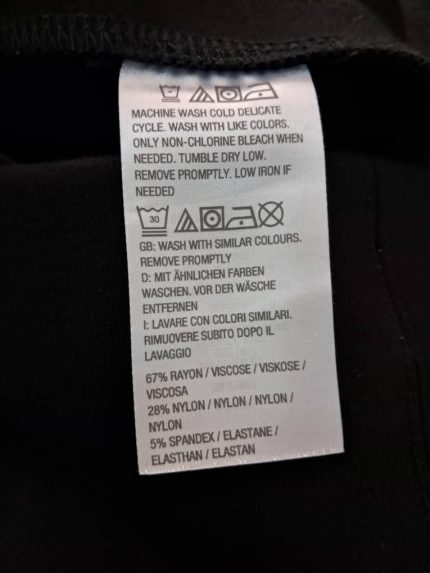 MACHINE WASH COLD DELICATE
CYCLE. WASH WITH LIKE COLORS.
ONLY NON-CHLORINE BLEACH WHEN
NEEDED. TUMBLE DRY LOW.
REMOVE PROMPTLY. LOW IRON IF
NEEDED
30
GB: WASH WITH SIMILAR COLOURS.
REMOVE PROMPTLY
D: MIT ÄHNLICHEN FARBEN
WASCHEN. VOR DER WÄSCHE
ENTFERNEN
I: LAVARE CON COLORI SIMILARI.
RIMUOVERE SUBITO DOPO IL
LAVAGGIO
67% RAYON / VISCOSE / VISKOSE /
VISCOSA
28% NYLON / NYLON / NYLON /
NYLON
5% SPANDEX / ELASTANE /
ELASTHAN / ELASTAN